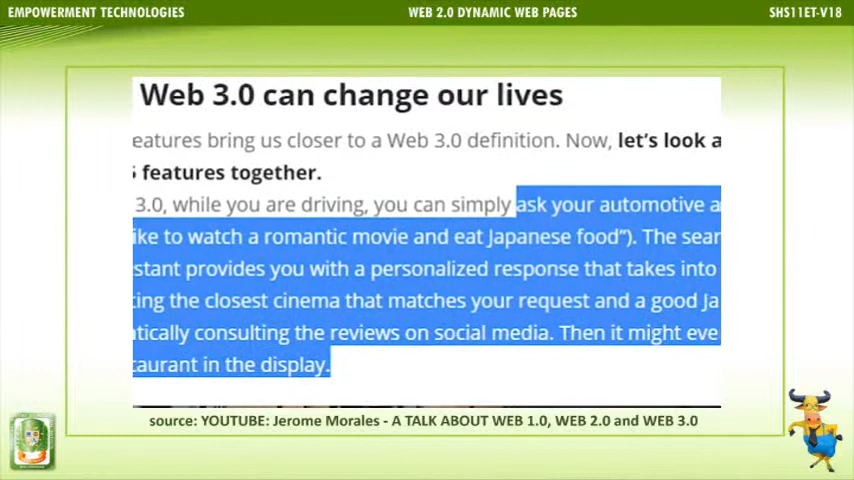 EMPOWERMENT TECHNOLOGIES WEB 2.0 DYNAMIC WEB PAGES SHS11ET-V18
Web 3.0 can change our lives
eatures bring us closer to a Web 3.0 definition. Now, let's look a
features together.
3.0, while you are driving, you can simply ask your automotive a
ike to watch a romantic movie and eat Japanese food"). The sear
stant provides you with a personalized response that takes into
ing the closest cinema that matches your request and a good Ja
atically consulting the reviews on social media. Then it might eve
taurant in the display.
source: YOUTUBE: Jerome Morales - A TALK ABOUT WEB 1.0, WEB 2.0 and WEB 3.0